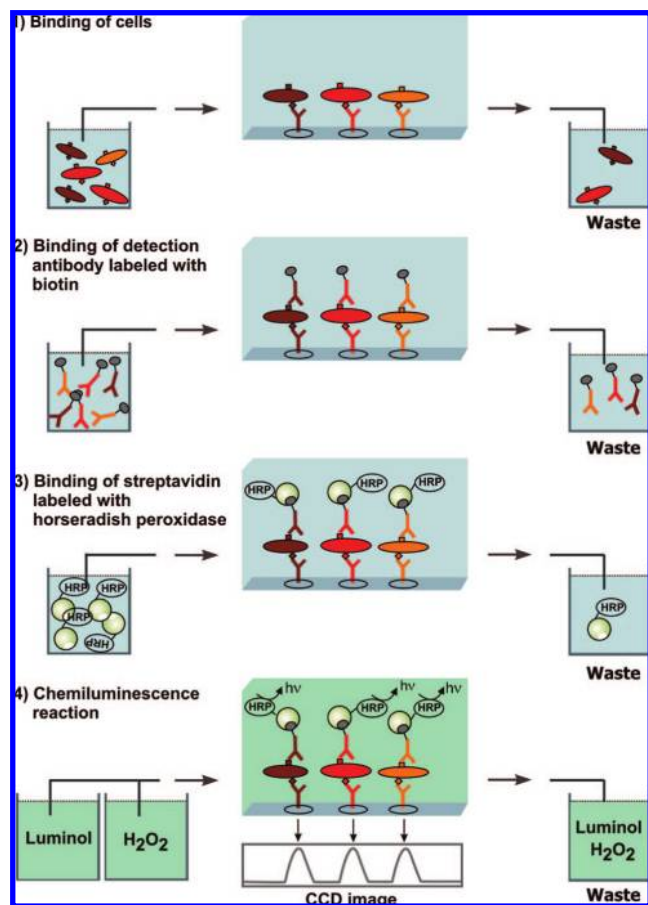 1) Binding of cells
Waste
2) Binding of detection
antibody labeled with
biotin
Waste
3) Binding of streptavidin
labeled with
horseradish peroxidase
HRP
HRP
HRP
HRP
HRP
HRP
HRP
HRP
Waste
4) Chemiluminescence
reaction
hν
hν
hν
HRP
HRP
HRP
Luminol
H₂O₂
Luminol
H₂O₂
CCD image
Waste